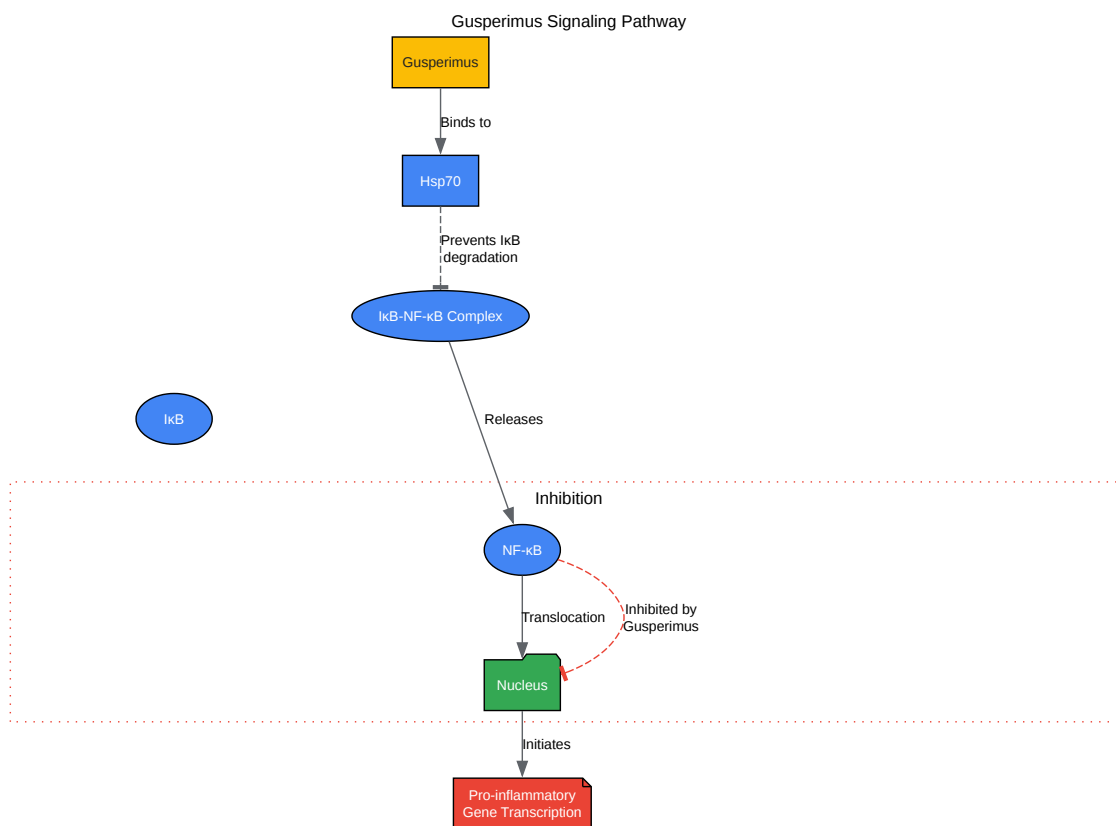 Gusperimus Signaling Pathway
Gusperimus
Binds to
Hsp70
Prevents IκB
degradation
IκB-NF-κB Complex
Releases
IκB
Inhibition
NF-κB
Translocation
Inhibited by
Gusperimus
Nucleus
Initiates
Pro-inflammatory
Gene Transcription